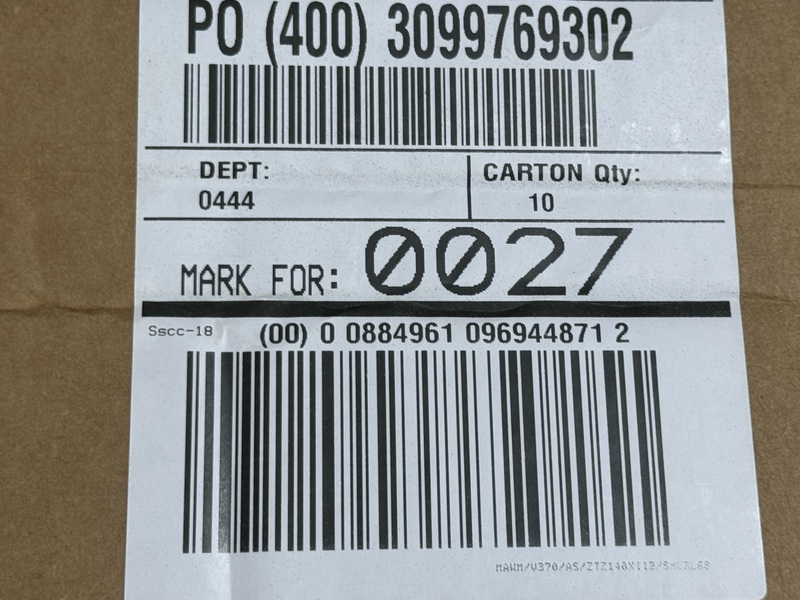 PO (400) 3099769302
DEPT:
0444
CARTON Qty:
10
MARK FOR: 0027
Sscc-18
(00) 0 0884961 096944871 2